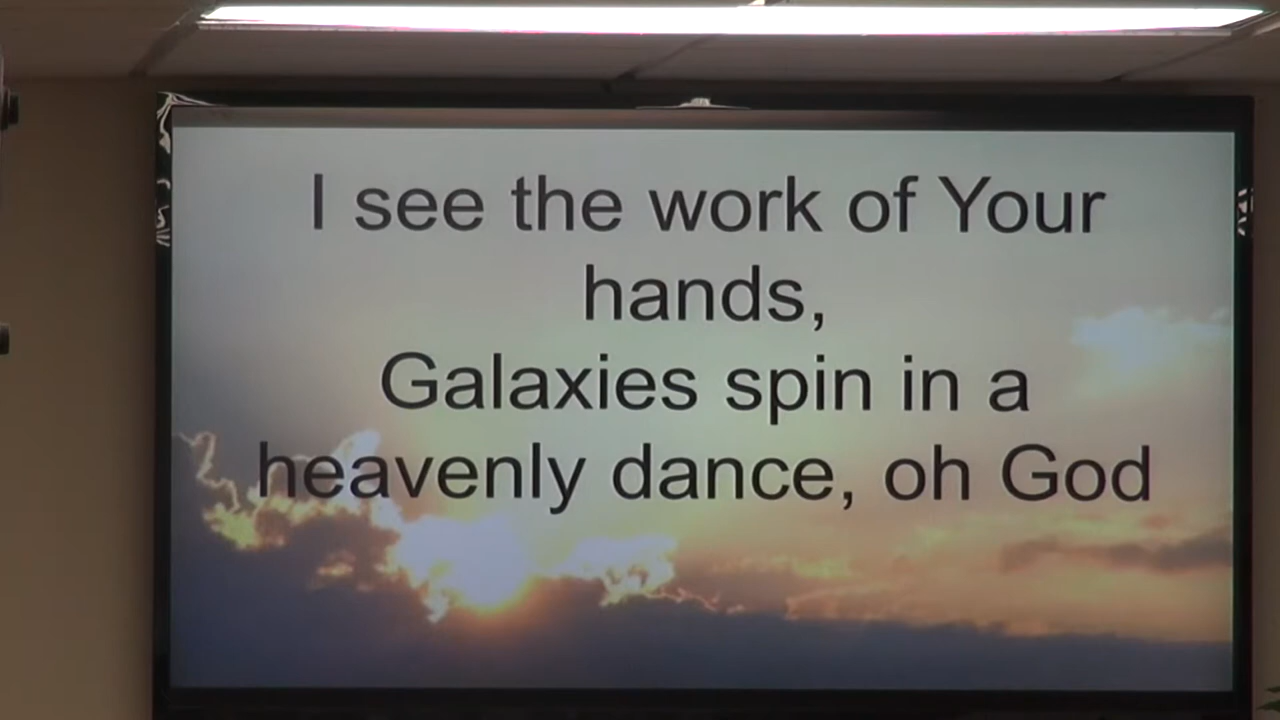 I see the work of Your
hands,
Galaxies spin in a
heavenly dance, oh God